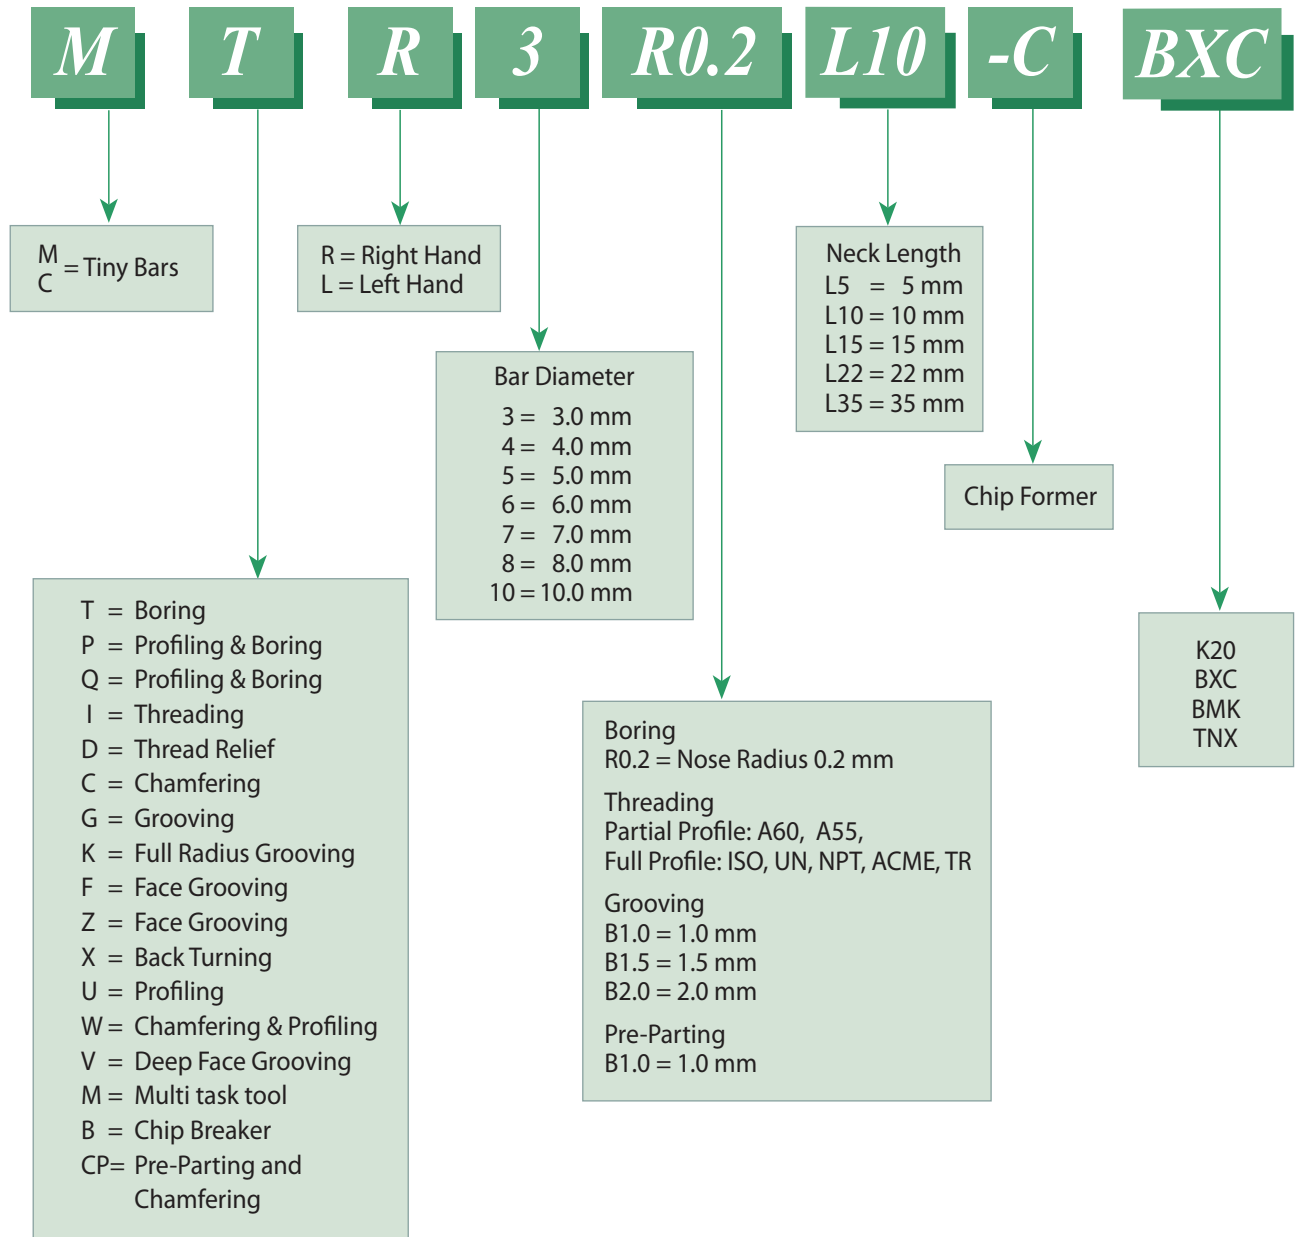 M T R 3 R0.2 L10 -C BXC
M
C = Tiny Bars
R = Right Hand
L = Left Hand
Neck Length
L5 = 5 mm
L10 = 10 mm
L15 = 15 mm
L22 = 22 mm
L35 = 35 mm
Bar Diameter
3 = 3.0 mm
4 = 4.0 mm
5 = 5.0 mm
6 = 6.0 mm
7 = 7.0 mm
8 = 8.0 mm
10 = 10.0 mm
Chip Former
T = Boring
P = Profiling & Boring
Q = Profiling & Boring
I = Threading
D = Thread Relief
C = Chamfering
G = Grooving
K = Full Radius Grooving
F = Face Grooving
Z = Face Grooving
X = Back Turning
U = Profiling
W = Chamfering & Profiling
V = Deep Face Grooving
M = Multi task tool
B = Chip Breaker
CP= Pre-Parting and
Chamfering
Boring
R0.2 = Nose Radius 0.2 mm
Threading
Partial Profile: A60, A55,
Full Profile: ISO, UN, NPT, ACME, TR
Grooving
B1.0 = 1.0 mm
B1.5 = 1.5 mm
B2.0 = 2.0 mm
Pre-Parting
B1.0 = 1.0 mm
K20
BXC
BMK
TNX